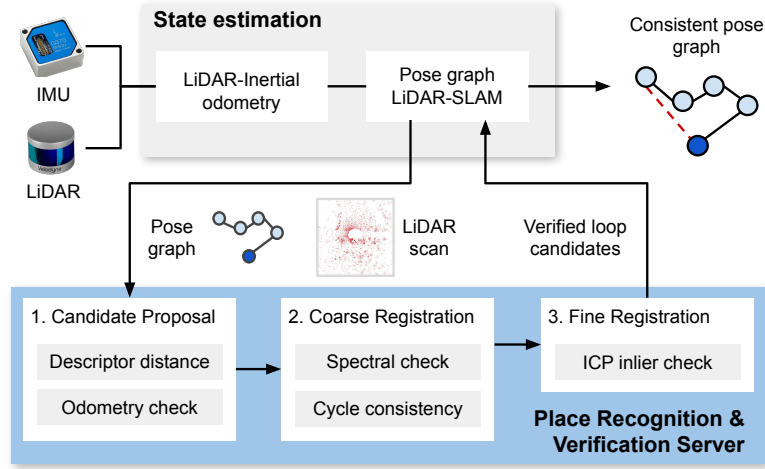 State estimation
IMU
LiDAR-Inertial
odometry
Pose graph
LiDAR-SLAM
Consistent pose
graph
Velodyne
LiDAR
Pose
graph
LiDAR
scan
Verified loop
candidates
1. Candidate Proposal
Descriptor distance
Odometry check
2. Coarse Registration
Spectral check
Cycle consistency
3. Fine Registration
ICP inlier check
Place Recognition &
Verification Server